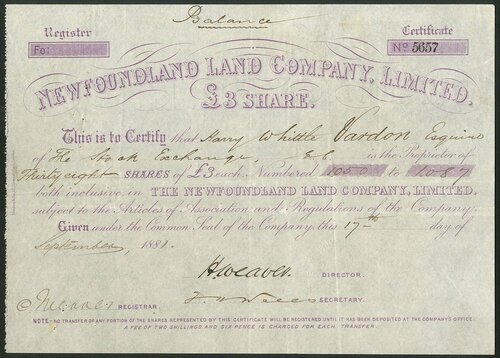 Balance
Register Certificate
Fo: No 5657
NEWFOUNDLAND LAND COMPANY, LIMITED.
£3 SHARE.
This is to Certify that Harry Whittle Vardon Esquire
of The Stock Exchange, EC is the Proprietor of
Thirty eight SHARES of £3 each, Numbered 1050 to 1087
both inclusive, in THE NEWFOUNDLAND LAND COMPANY, LIMITED.
subject to the Articles of Association and Regulations of the Company.
Given under the Common Seal of the Company, this 17th day of
September, 1881.
H Weaver. DIRECTOR.
REGISTRAR. SECRETARY.
NOTE - NO TRANSFER OF ANY PORTION OF THE SHARES REPRESENTED BY THIS CERTIFICATE WILL BE REGISTERED UNTIL IT HAS BEEN DEPOSITED AT THE COMPANY'S OFFICE.
A FEE OF TWO SHILLINGS AND SIX PENCE IS CHARGED FOR EACH TRANSFER.